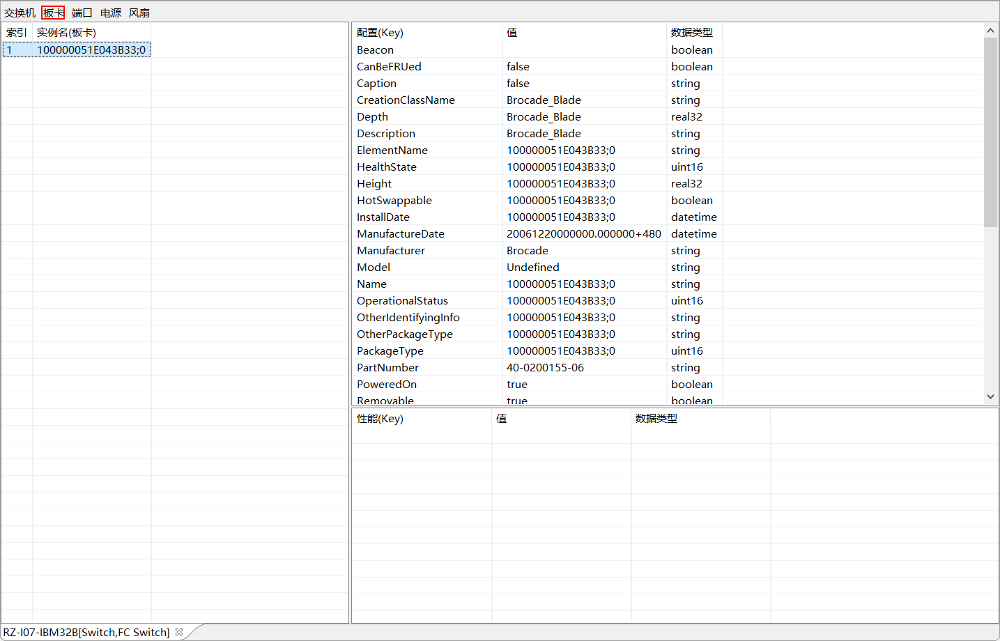 交换机 板卡 端口 电源 风扇
索引 实例名(板卡)
1 100000051E043B33;0
配置(Key) 值 数据类型
Beacon boolean
CanBeFRUed false boolean
Caption false string
CreationClassName Brocade_Blade string
Depth Brocade_Blade real32
Description Brocade_Blade string
ElementName 100000051E043B33;0 string
HealthState 100000051E043B33;0 uint16
Height 100000051E043B33;0 real32
HotSwappable 100000051E043B33;0 boolean
InstallDate 100000051E043B33;0 datetime
ManufactureDate 20061220000000.000000+480 datetime
Manufacturer Brocade string
Model Undefined string
Name 100000051E043B33;0 string
OperationalStatus 100000051E043B33;0 uint16
OtherIdentifyingInfo 100000051E043B33;0 string
OtherPackageType 100000051E043B33;0 string
PackageType 100000051E043B33;0 uint16
PartNumber 40-0200155-06 string
PoweredOn true boolean
Removable true boolean
性能(Key) 值 数据类型
RZ-I07-IBM32B[Switch,FC Switch]